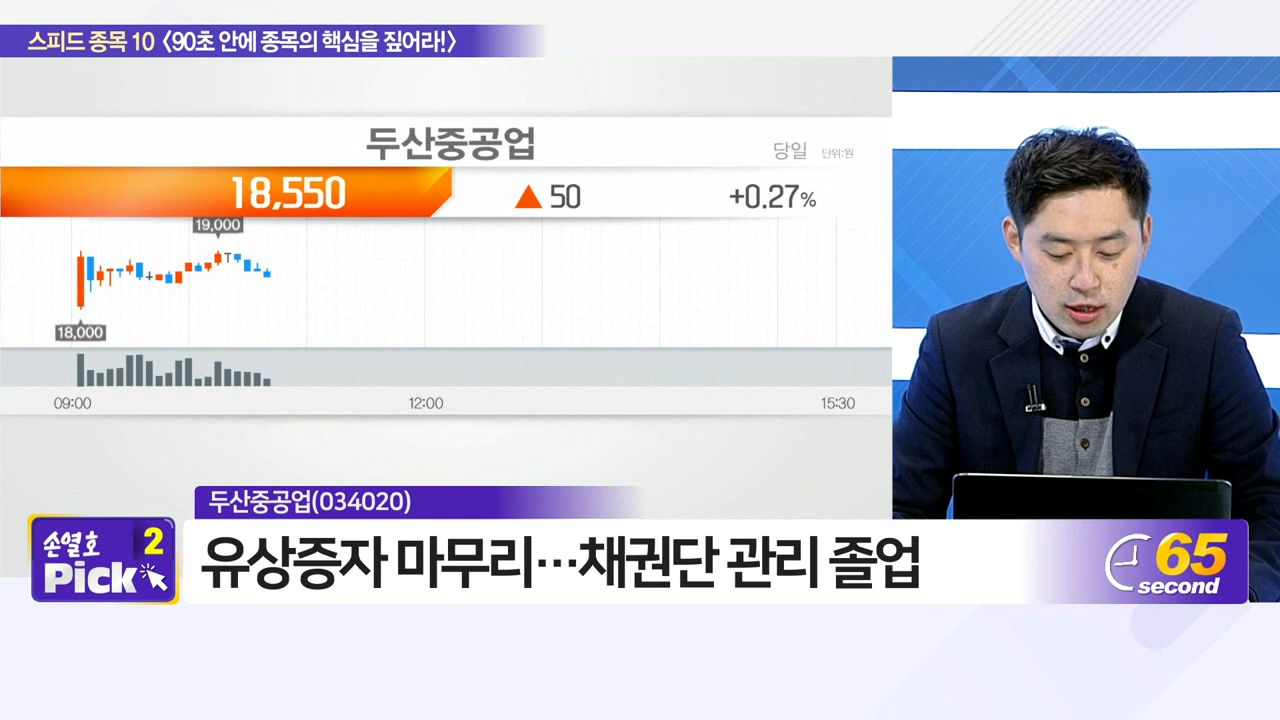 스피드 종목 10 〈90초 안에 종목의 핵심을 짚어라!〉
두산중공업
당일 단위:원
18,550 ▲ 50 +0.27%
19,000
18,000
09:00 12:00 15:30
두산중공업(034020)
손열호 Pick 2
유상증자 마무리…채권단 관리 졸업
65 second